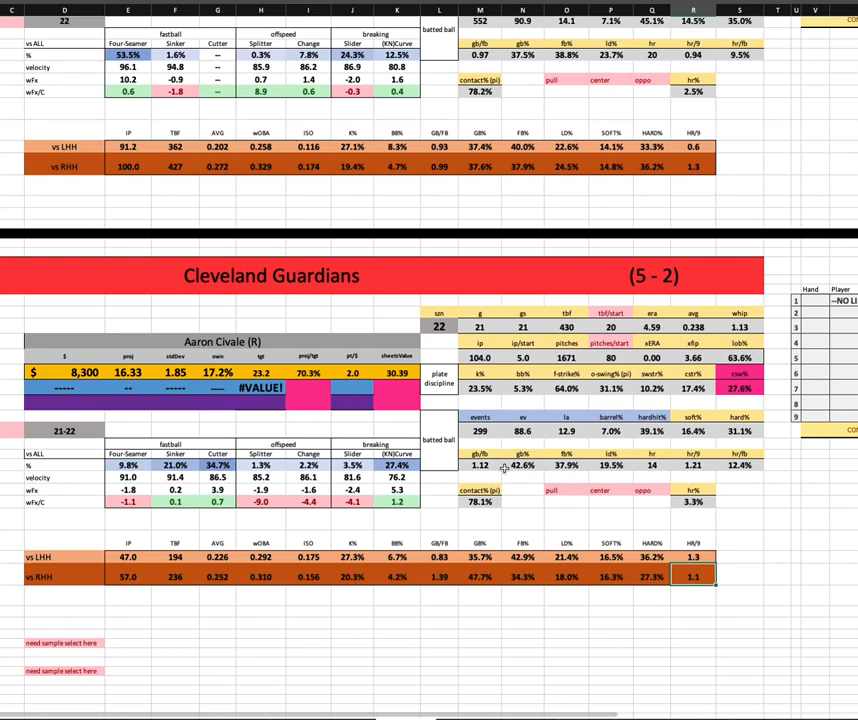 C D E F G H I J K L M N O P Q R S T U V
22 552 90.9 14.1 7.1% 45.1% 14.5% 35.0% CO
fastball offspeed breaking batted ball
vs ALL Four-Seamer Sinker Cutter Splitter Change Slider (KN)Curve gb/fb gb% fb% ld% hr hr/9 hr/fb
% 53.5% 1.6% -- 0.3% 7.8% 24.3% 12.5% 0.97 37.5% 38.8% 23.7% 20 0.94 9.5%
velocity 96.1 94.8 -- 85.9 86.2 86.9 80.8
wFx 10.2 -0.9 0.7 1.4 -2.0 1.6 contact% (pi) pull center oppo hr%
wFx/C 0.6 -1.8 -- 8.9 0.6 -0.3 0.4 78.2% 2.5%
IP TBF AVG wOBA ISO K% BB% GB/FB GB% FB% LD% SOFT% HARD% HR/9
vs LHH 91.2 362 0.202 0.258 0.116 27.1% 8.3% 0.93 37.4% 40.0% 22.6% 14.1% 33.3% 0.6
vs RHH 100.0 427 0.272 0.329 0.174 19.4% 4.7% 0.99 37.6% 37.9% 24.5% 14.8% 36.2% 1.3
Cleveland Guardians (5 - 2)
Hand Player
1 --NO LI
szn g gs tbf tbf/start era avg whip 2
22 21 21 430 20 4.59 0.238 1.13 3
Aaron Civale (R) ip ip/start pitches pitches/start xERA xfip lob% 4
$ proj stdDev own tgt proj/tgt pt/$ sheetsValue 104.0 5.0 1671 80 0.00 3.66 63.6% 5
$ 8,300 16.33 1.85 17.2% 23.2 70.3% 2.0 30.39 plate discipline k% bb% f-strike% o-swing% (pi) swstr% cstr% csw% 6
----- ----- #VALUE! 23.5% 5.3% 64.0% 31.1% 10.2% 17.4% 27.6% 7
8
events ev la barrel% hardhit% soft% hard% 9
21-22 299 88.6 12.9 7.0% 39.1% 16.4% 31.1% CO
fastball offspeed breaking batted ball
vs ALL Four-Seamer Sinker Cutter Splitter Change Slider (KN)Curve gb/fb gb% fb% ld% hr hr/9 hr/fb
% 9.8% 21.0% 34.7% 1.3% 2.2% 3.5% 27.4% 1.12 42.6% 37.9% 19.5% 14 1.21 12.4%
velocity 91.0 91.4 86.5 85.2 86.1 81.6 76.2
wFx -1.8 0.2 3.9 -1.9 -1.6 -2.4 5.3 contact% (pi) pull center oppo hr%
wFx/C -1.1 0.1 0.7 -9.0 -4.4 -4.1 1.2 78.1% 3.3%
IP TBF AVG wOBA ISO K% BB% GB/FB GB% FB% LD% SOFT% HARD% HR/9
vs LHH 47.0 194 0.226 0.292 0.175 27.3% 6.7% 0.83 35.7% 42.9% 21.4% 16.5% 36.2% 1.3
vs RHH 57.0 236 0.252 0.310 0.156 20.3% 4.2% 1.39 47.7% 34.3% 18.0% 16.3% 27.3% 1.1
need sample select here
need sample select here